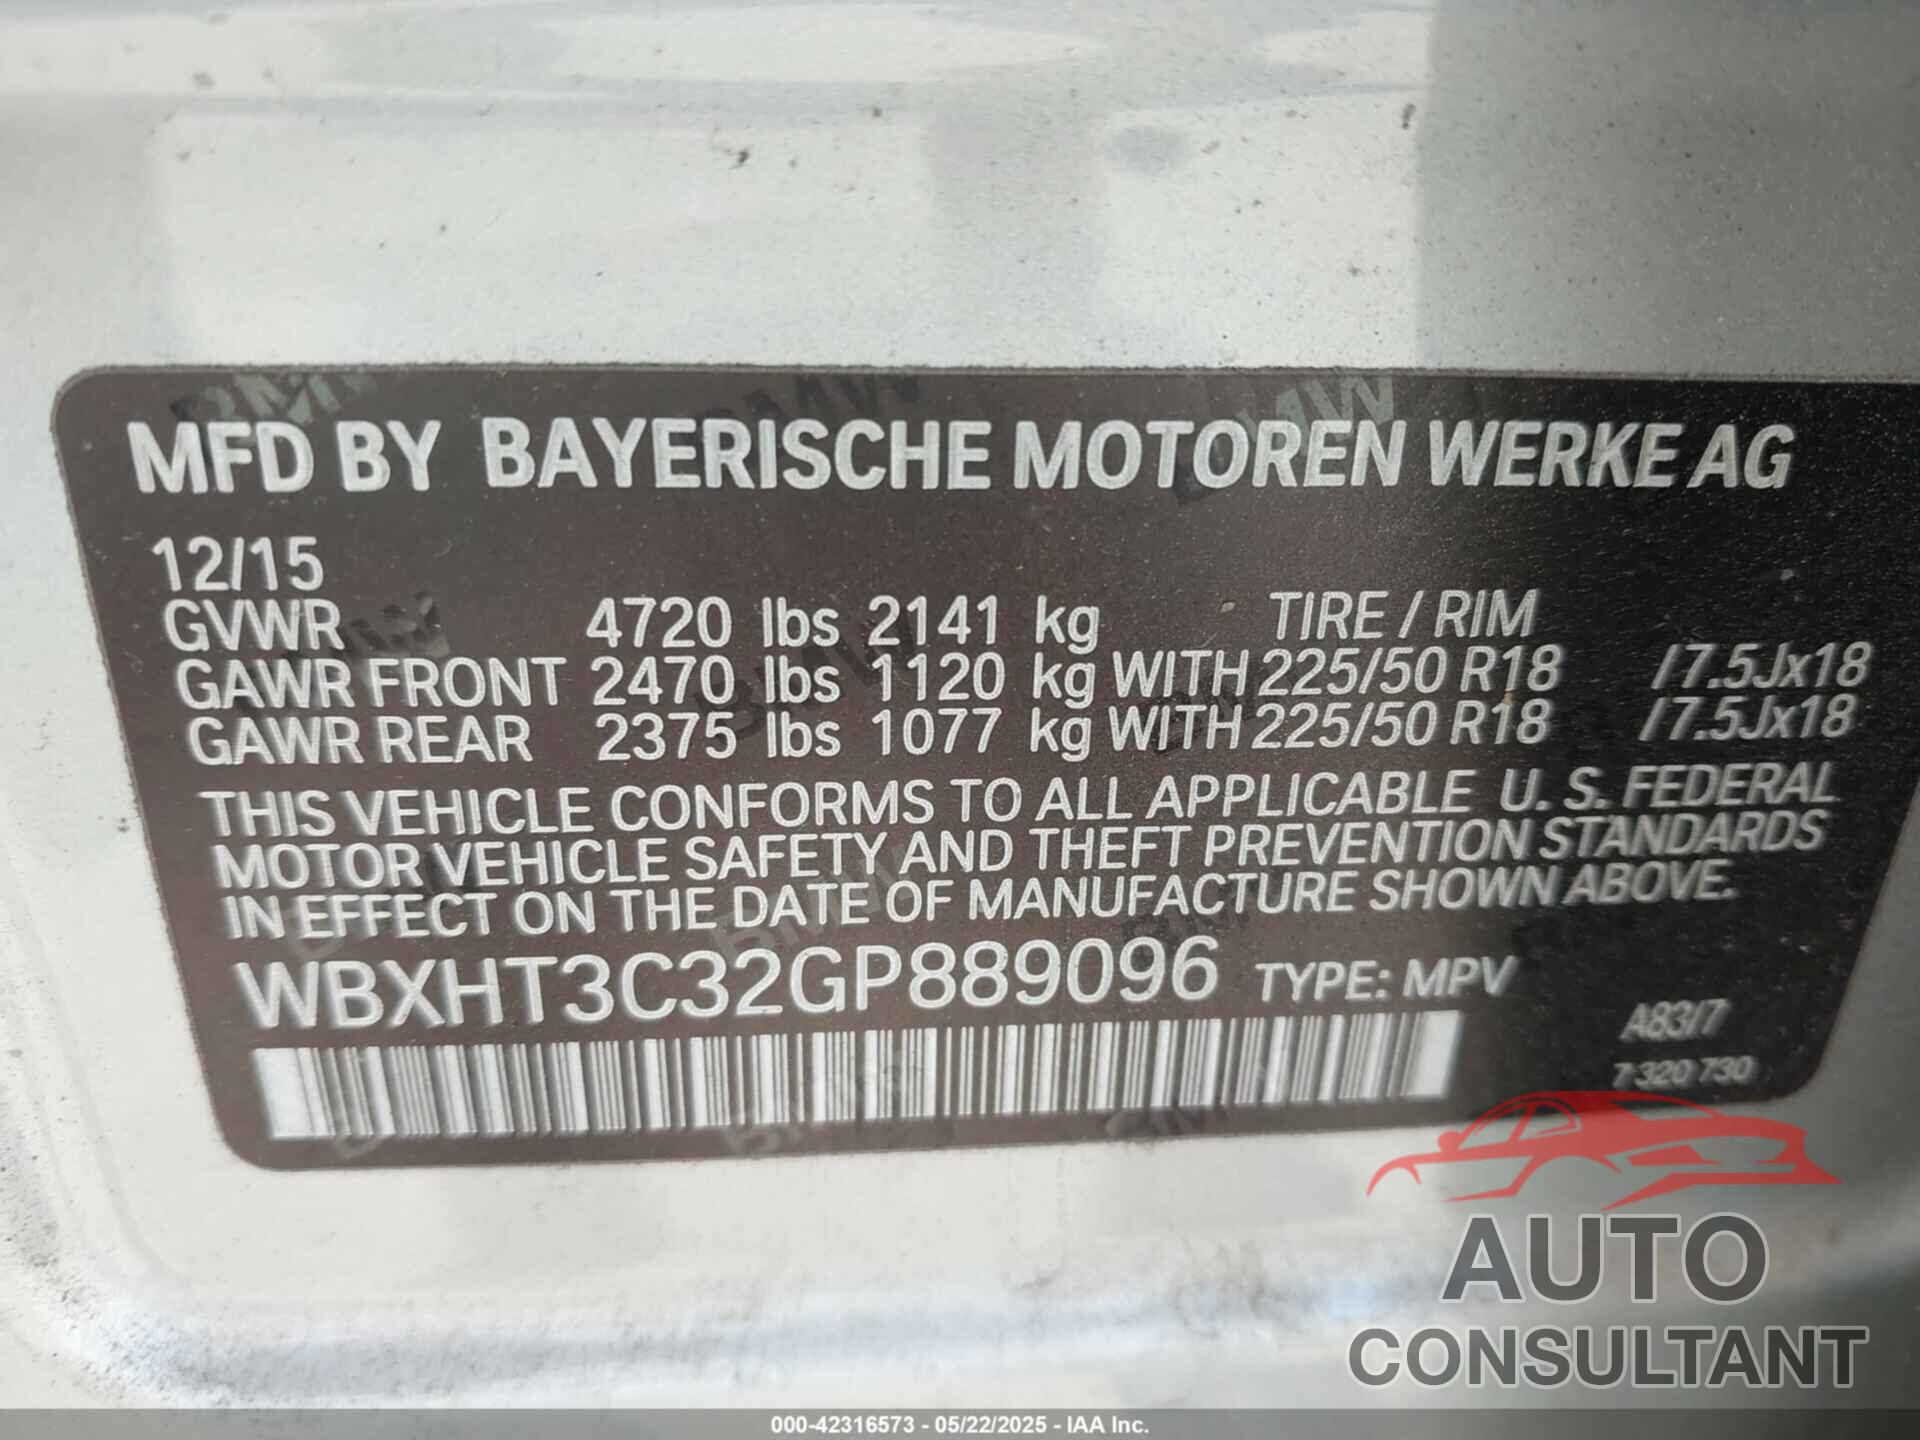 MFD BY BAYERISCHE MOTOREN WERKE AG
12/15
GVWR 4720 lbs 2141 kg TIRE / RIM
GAWR FRONT 2470 lbs 1120 kg WITH 225/50 R18 /7.5Jx18
GAWR REAR 2375 lbs 1077 kg WITH 225/50 R18 /7.5Jx18
THIS VEHICLE CONFORMS TO ALL APPLICABLE U. S. FEDERAL
MOTOR VEHICLE SAFETY AND THEFT PREVENTION STANDARDS
IN EFFECT ON THE DATE OF MANUFACTURE SHOWN ABOVE.
WBXHT3C32GP889096 TYPE: MPV
A83/7
7 320 730
AUTO
CONSULTANT
000-42316573 - 05/22/2025 - IAA Inc.